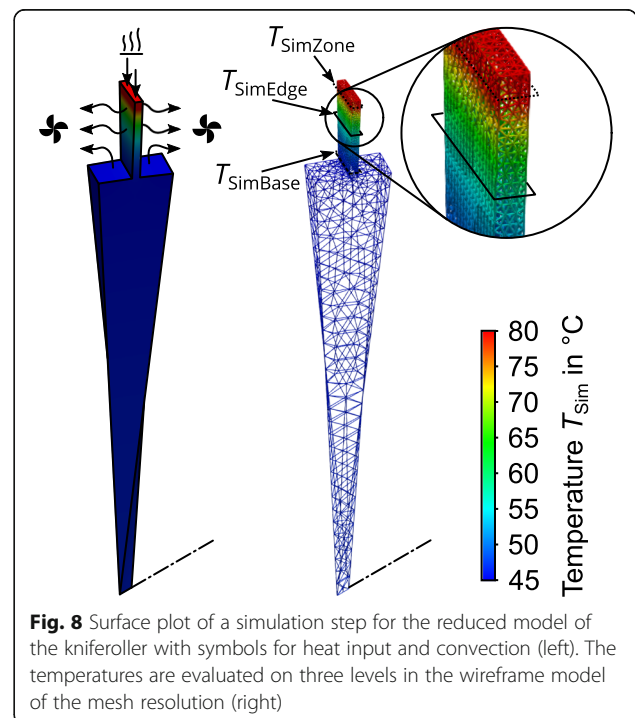 T_SimZone
T_SimEdge
T_SimBase
80
75
70
65
60
55
50
45
Temperature T_Sim in °C
Fig. 8 Surface plot of a simulation step for the reduced model of
the kniferoller with symbols for heat input and convection (left). The
temperatures are evaluated on three levels in the wireframe model
of the mesh resolution (right)